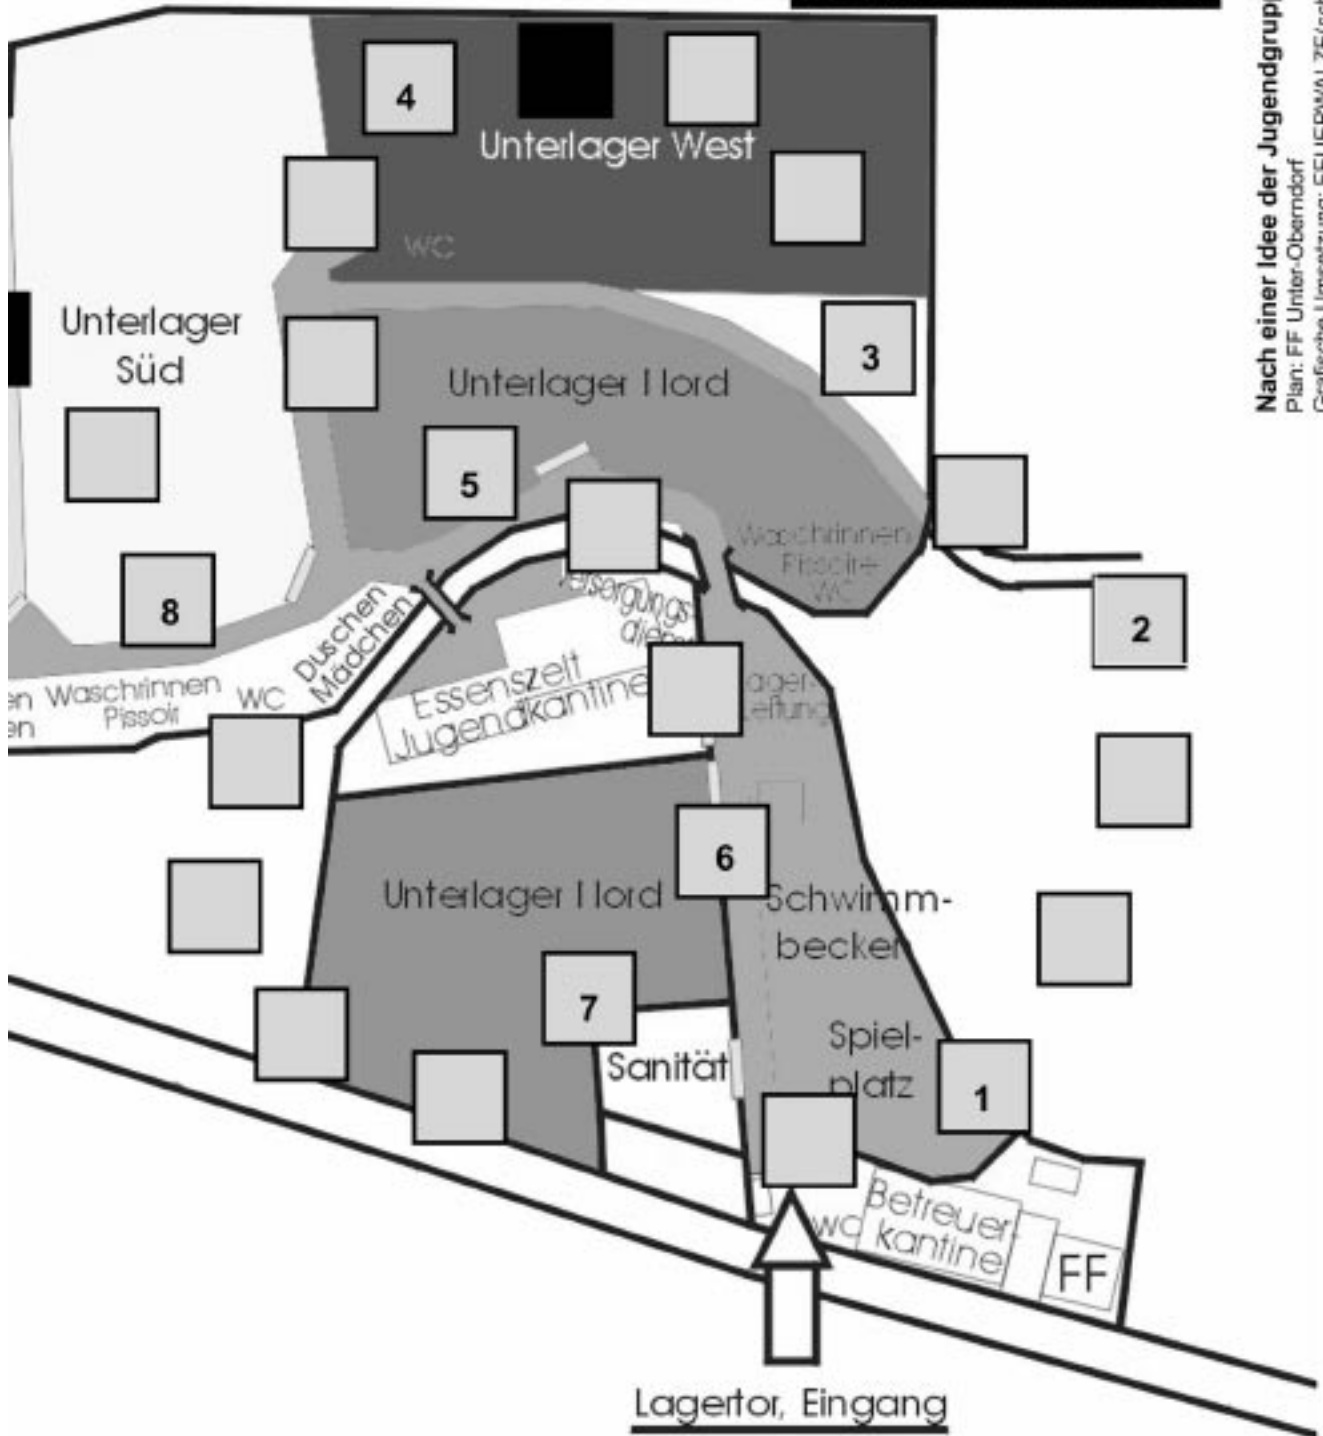 4
Unterlager West
WC
Unterlager
Süd
3
Unterlager Nord
5
Waschrinnen
Pissoire
WC
8
Duschen
Mädchen
2
Waschrinnen
Pissoir
WC
Essenszelt
Jugendkantine
6
Unterlager Nord
Schwimm-
becken
7
Sanität
Spiel-
platz
1
WC
Betreuer-
kantine
FF
Lagertor, Eingang
Nach einer Idee der
Plan: FF Unter-Oberndorf
Grafische Umsetzung: